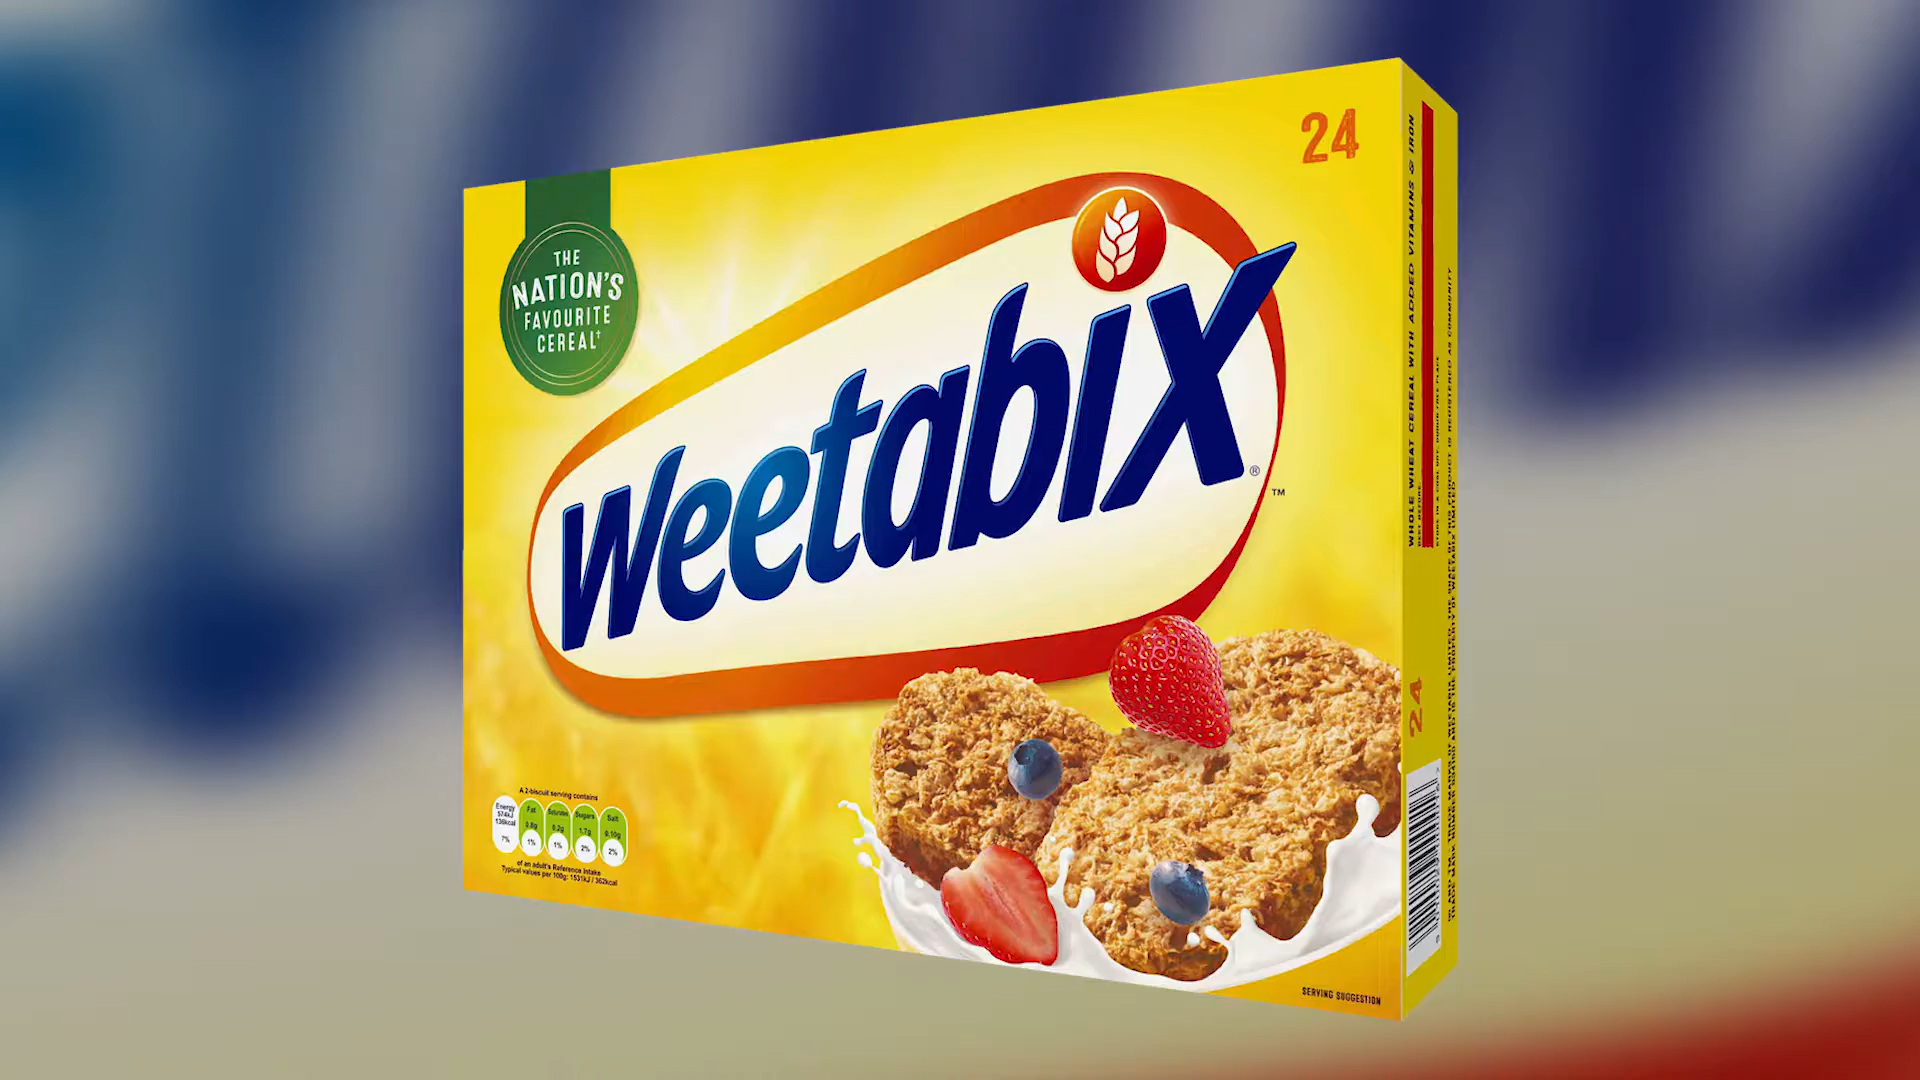 24
THE
NATION'S
FAVOURITE
CEREAL†
Weetabix
®
™
A 2-biscuit serving contains
Energy
574kJ
136kcal
7%
Fat
0.8g
1%
Saturates
0.2g
1%
Sugars
1.7g
2%
Salt
0.10g
2%
of an adult's Reference Intake
Typical values per 100g: 1531kJ / 362kcal
SERVING SUGGESTION
WHOLE WHEAT CEREAL WITH ADDED VITAMINS & IRON
BEST BEFORE
24